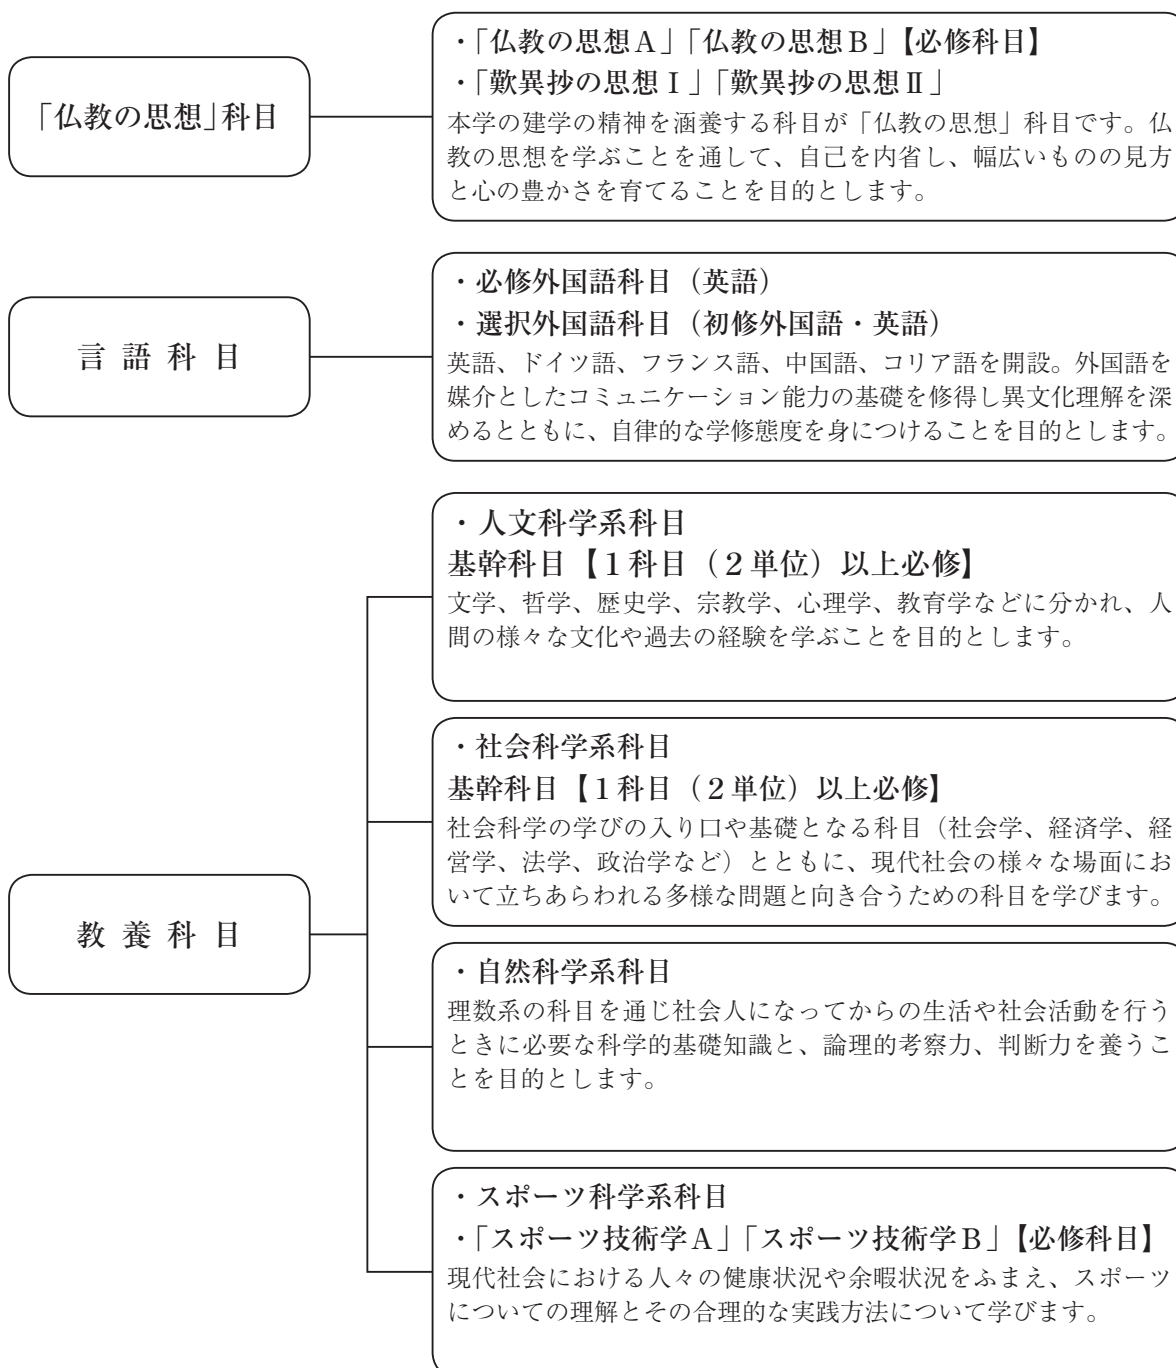 「仏教の思想」科目
・「仏教の思想A」「仏教の思想B」【必修科目】
・「歎異抄の思想Ⅰ」「歎異抄の思想Ⅱ」
本学の建学の精神を涵養する科目が「仏教の思想」科目です。仏
教の思想を学ぶことを通して、自己を内省し、幅広いものの見方
と心の豊かさを育てることを目的とします。
言語科目
・必修外国語科目（英語）
・選択外国語科目（初修外国語・英語）
英語、ドイツ語、フランス語、中国語、コリア語を開設。外国語を
媒介としたコミュニケーション能力の基礎を修得し異文化理解を深
めるとともに、自律的な学修態度を身につけることを目的とします。
教養科目
・人文科学系科目
基幹科目【１科目（２単位）以上必修】
文学、哲学、歴史学、宗教学、心理学、教育学などに分かれ、人
間の様々な文化や過去の経験を学ぶことを目的とします。
・社会科学系科目
基幹科目【１科目（２単位）以上必修】
社会科学の学びの入り口や基礎となる科目（社会学、経済学、経
営学、法学、政治学など）とともに、現代社会の様々な場面にお
いて立ちあらわれる多様な問題と向き合うための科目を学びます。
・自然科学系科目
理数系の科目を通じ社会人になってからの生活や社会活動を行う
ときに必要な科学的基礎知識と、論理的考察力、判断力を養うこ
とを目的とします。
・スポーツ科学系科目
・「スポーツ技術学A」「スポーツ技術学B」【必修科目】
現代社会における人々の健康状況や余暇状況をふまえ、スポーツ
についての理解とその合理的な実践方法について学びます。